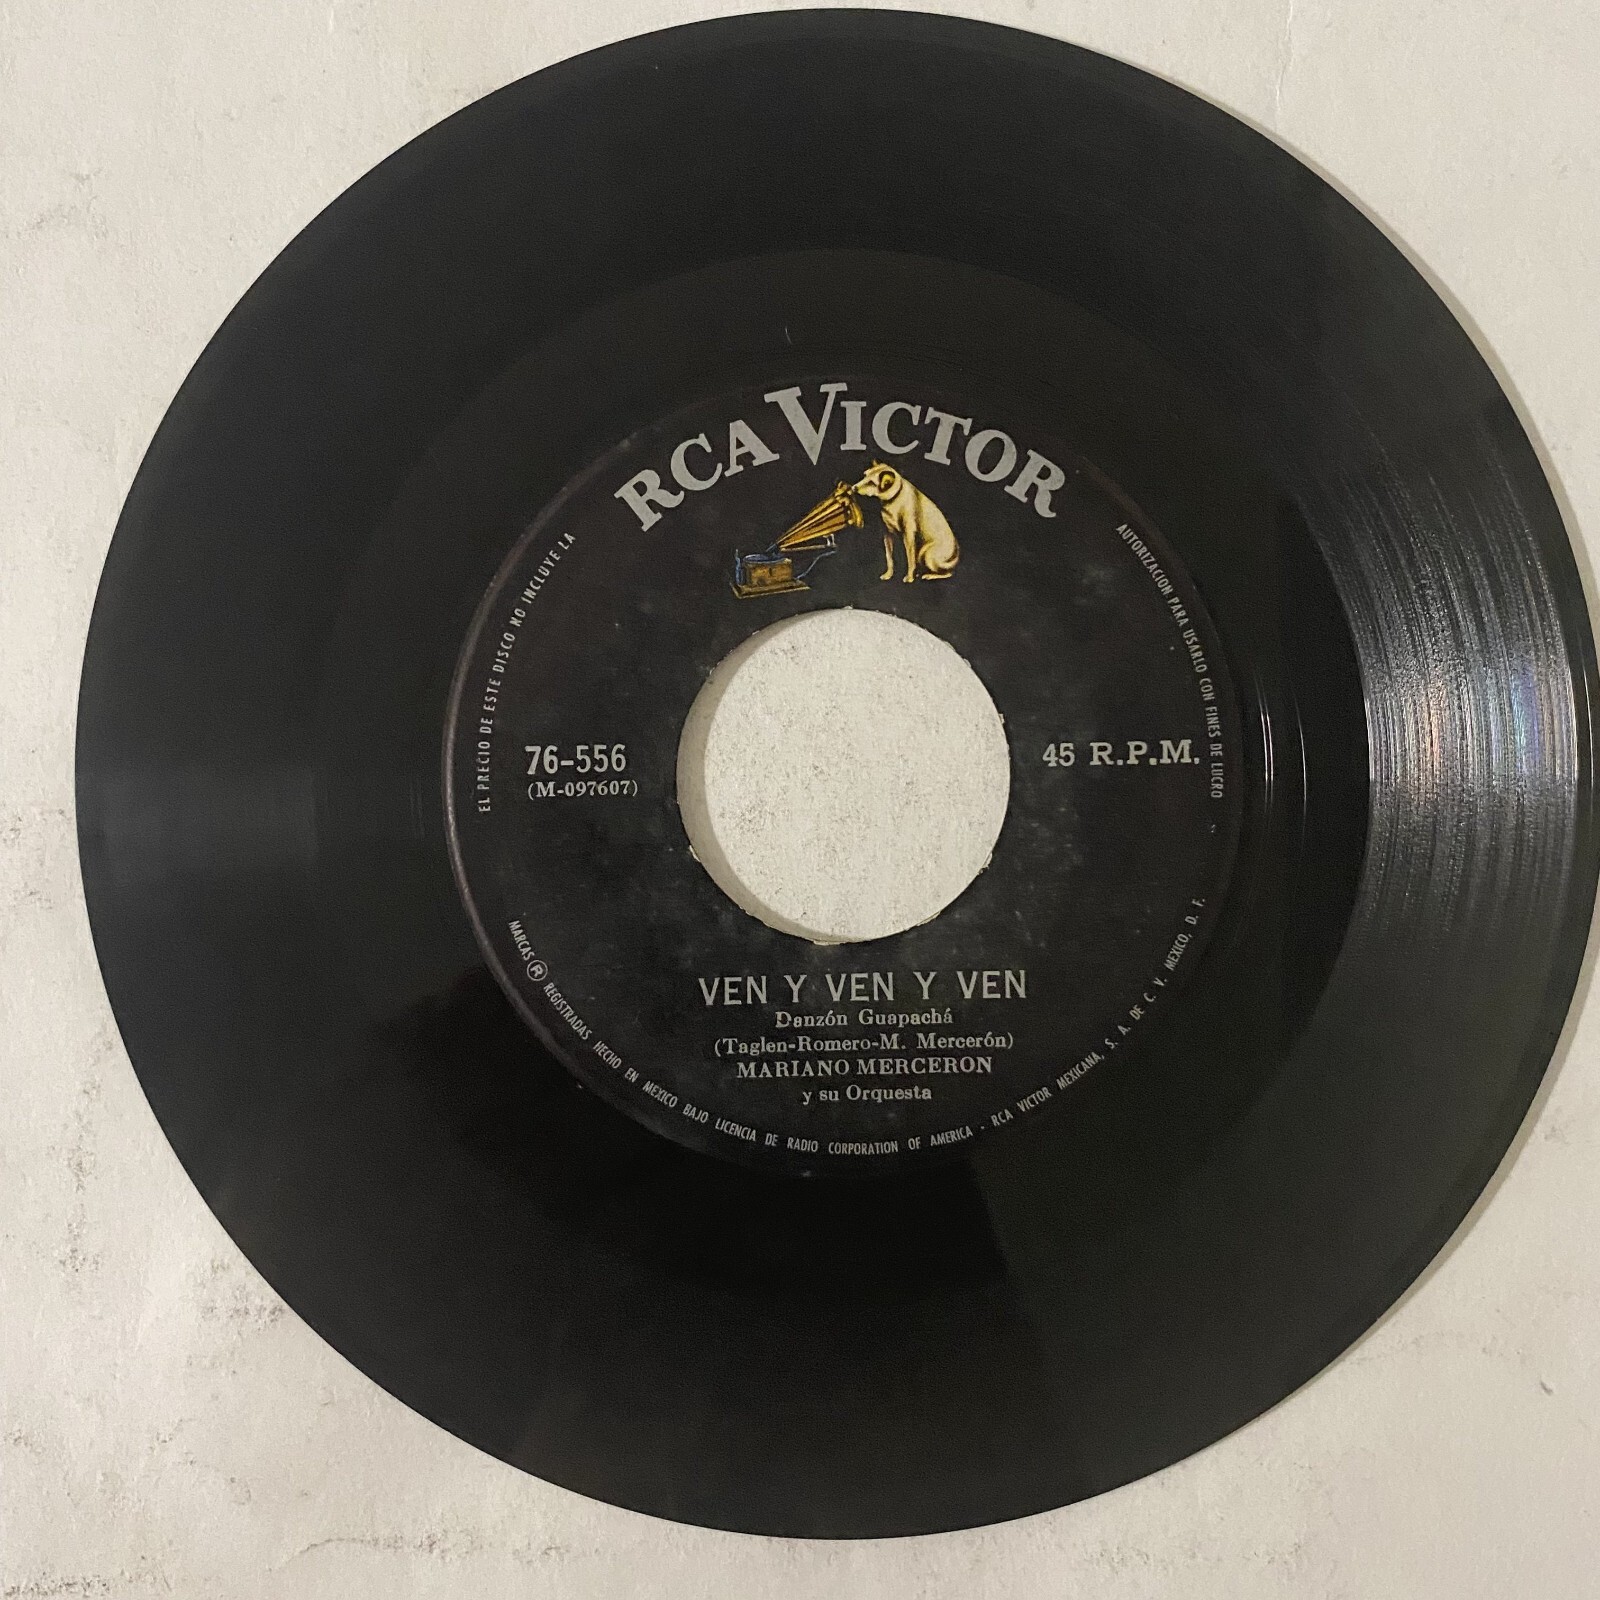 RCA VICTOR
EL PRECIO DE ESTE DISCO NO INCLUYE LA
AUTORIZACION PARA USARLO CON FINES DE LUCRO
76-556
(M-097607)
45 R.P.M.
VEN Y VEN Y VEN
Danzón Guapachá
(Taglen-Romero-M. Mercerón)
MARIANO MERCERON
y su Orquesta
MARCAS ® REGISTRADAS HECHO EN MEXICO BAJO LICENCIA DE RADIO CORPORATION OF AMERICA - RCA VICTOR MEXICANA, S. A. DE C. V. MEXICO, D. F.